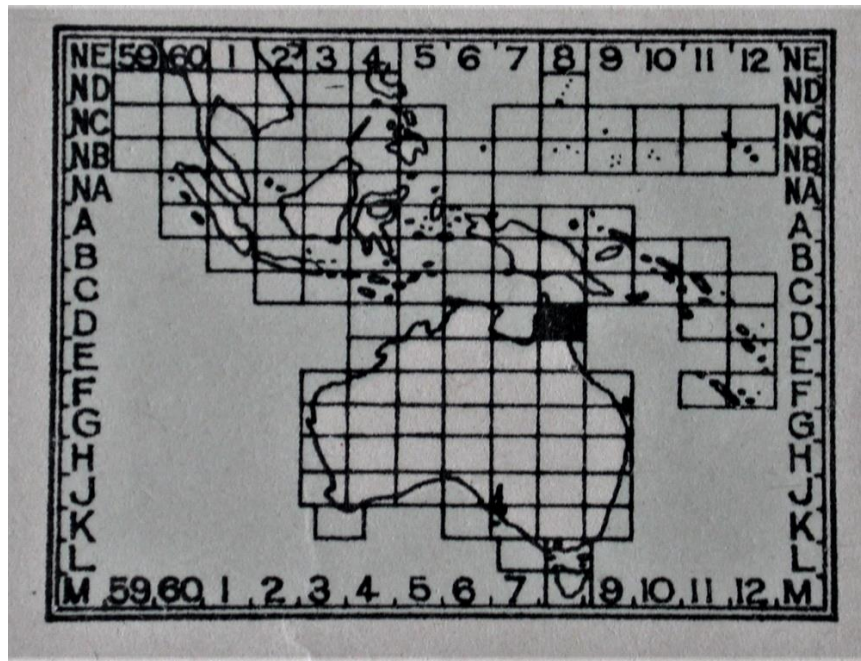 NE 59 60 1 2 3 4 5 6 7 8 9 10 11 12 NE
ND ND
NC NC
NB NB
NA NA
A A
B B
C C
D D
E E
F F
G G
H H
J J
K K
L L
M 59 60 1 2 3 4 5 6 7 9 10 11 12 M